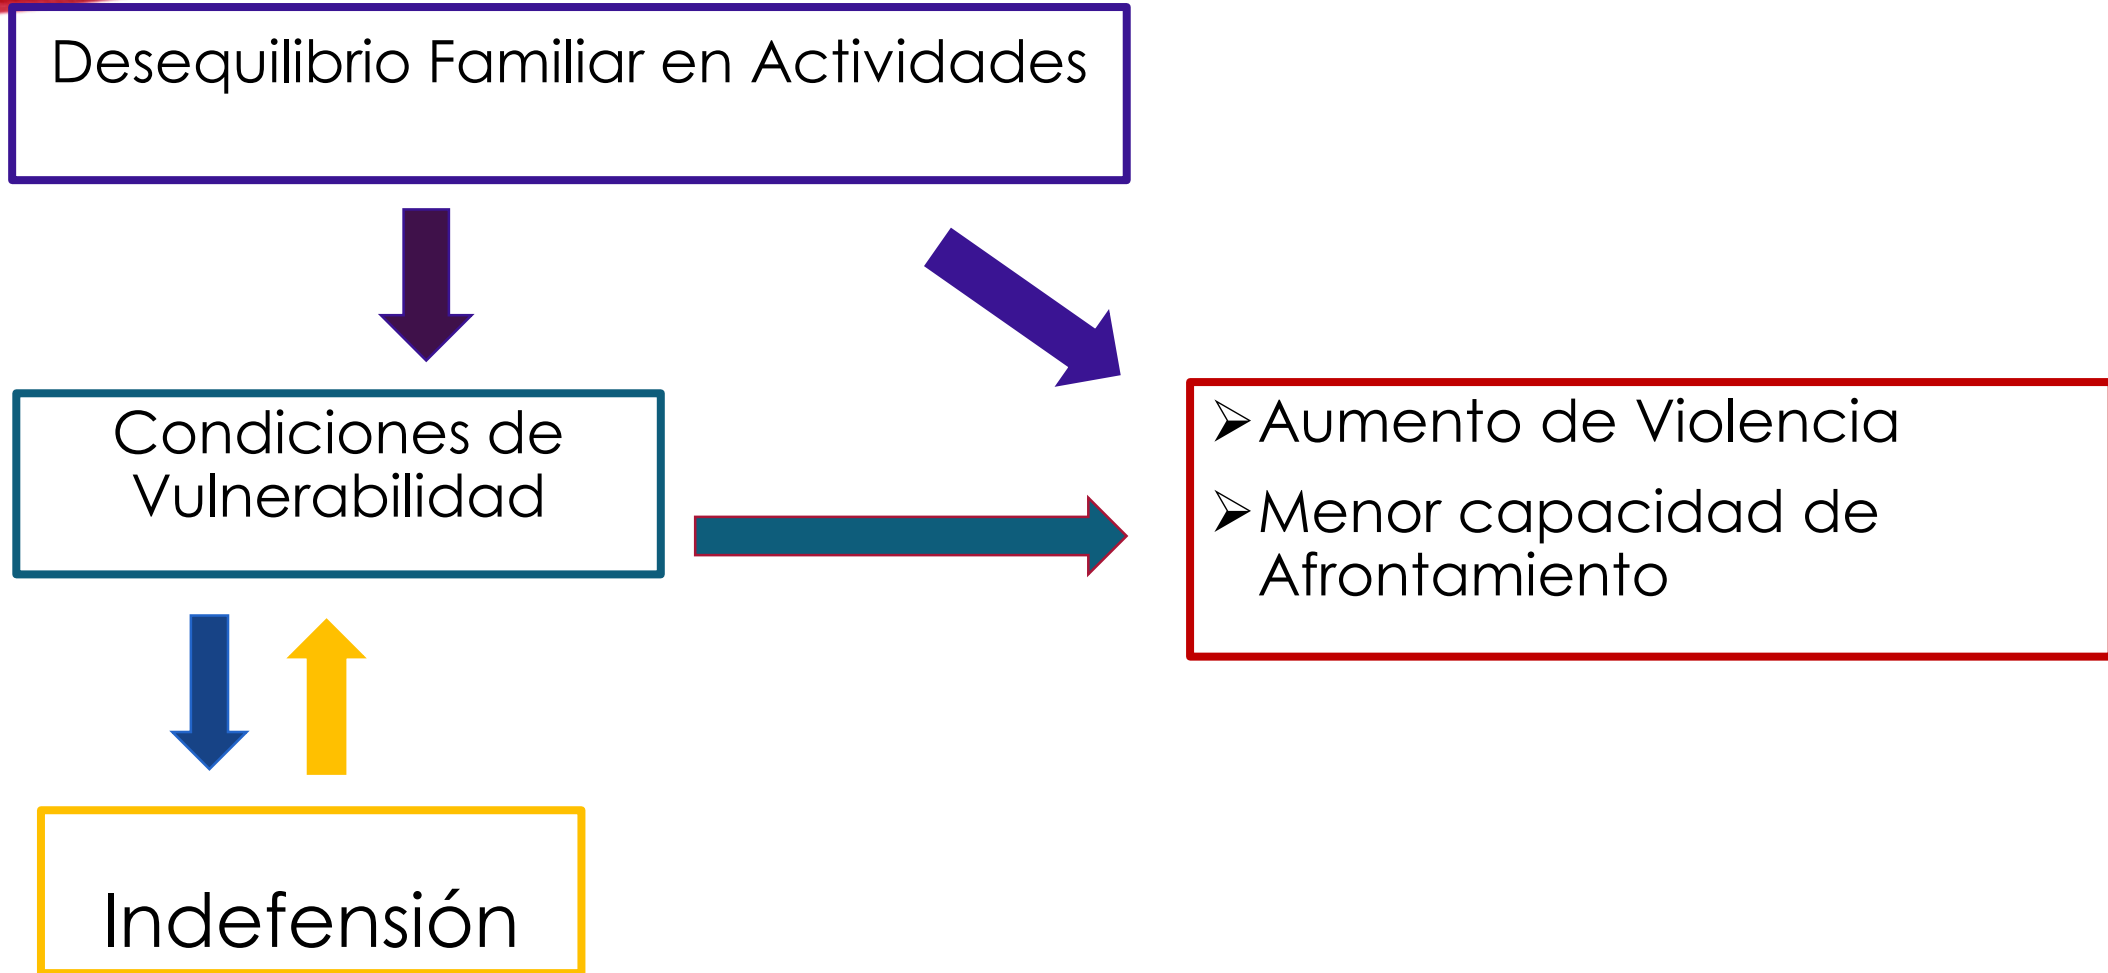 Desequilibrio Familiar en Actividades
Condiciones de
Vulnerabilidad
➢Aumento de Violencia
➢Menor capacidad de
Afrontamiento
Indefensión